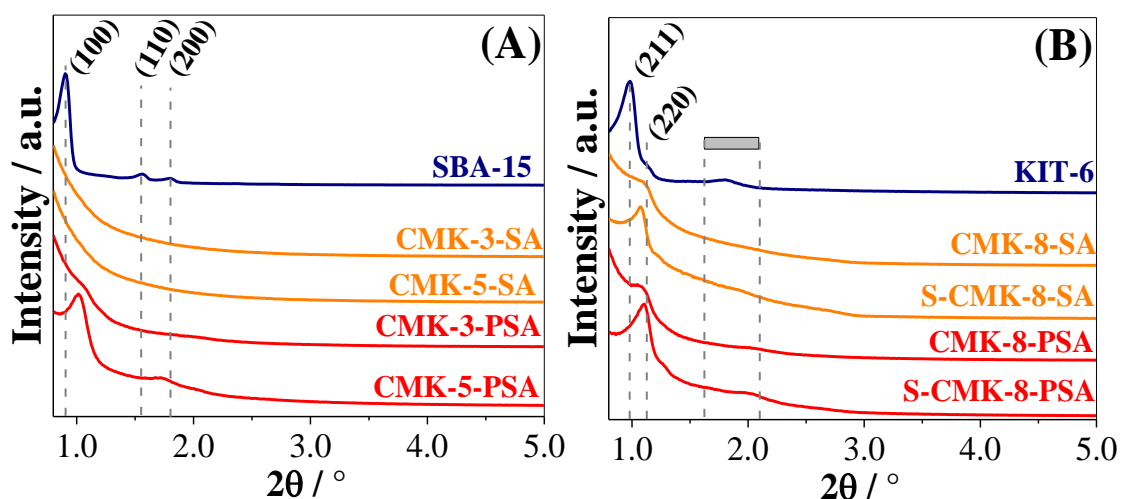 (A)
(100)
(110)
(200)
SBA-15
CMK-3-SA
CMK-5-SA
CMK-3-PSA
CMK-5-PSA
Intensity / a.u.
1.0 2.0 3.0 4.0 5.0
2θ / °
(B)
(211)
(220)
KIT-6
CMK-8-SA
S-CMK-8-SA
CMK-8-PSA
S-CMK-8-PSA
Intensity / a.u.
1.0 2.0 3.0 4.0 5.0
2θ / °